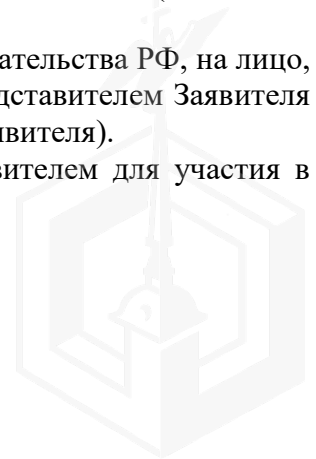 ательства РФ, на лицо,
дставителем Заявителя
вителя).
вителем для участия в